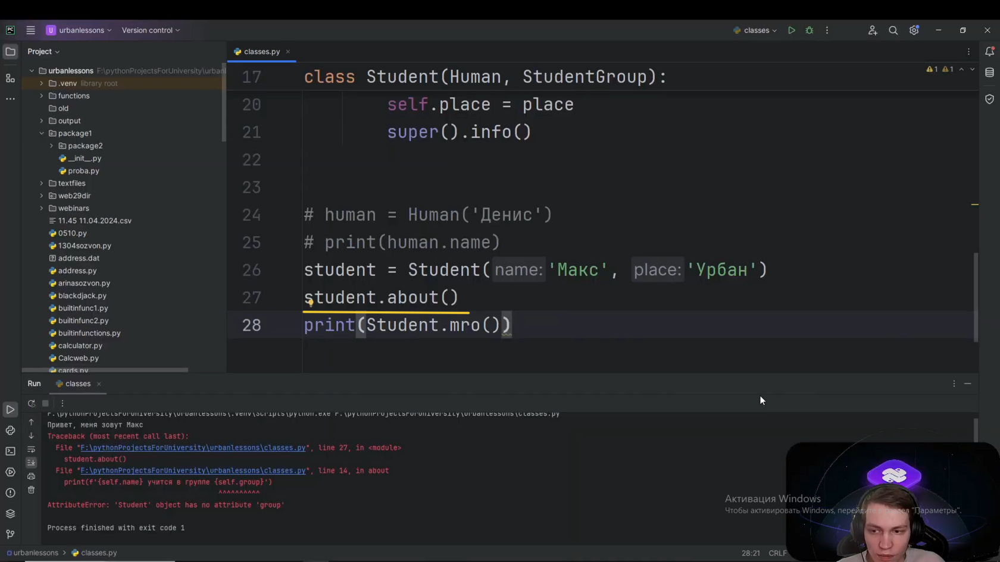 urbanlessons
Version control
classes
Project
classes.py
urbanlessons F:\pythonProjectsForUniversity\urban
.venv library root
functions
old
output
package1
package2
__init__.py
proba.py
textfiles
web29dir
webinars
11.45 11.04.2024.csv
0510.py
1304sozvon.py
address.dat
address.py
arinasozvon.py
blackdjack.py
builtinfunc1.py
builtinfunc2.py
builtinfunctions.py
calculator.py
Calcweb.py
cards.py
1 1
17 class Student(Human, StudentGroup):
20 self.place = place
21 super().info()
22
23
24 # human = Human('Денис')
25 # print(human.name)
26 student = Student(name: 'Макс', place: 'Урбан')
27 student.about()
28 print(Student.mro())
Run classes
F:\pythonProjectsForUniversity\urbanlessons\.venv\Scripts\python.exe F:\pythonProjectsForUniversity\urbanlessons\classes.py
Привет, меня зовут Макс
Traceback (most recent call last):
File "F:\pythonProjectsForUniversity\urbanlessons\classes.py", line 27, in <module>
student.about()
File "F:\pythonProjectsForUniversity\urbanlessons\classes.py", line 14, in about
print(f'{self.name} учится в группе {self.group}')
^^^^^^^^^^
AttributeError: 'Student' object has no attribute 'group'
Process finished with exit code 1
Активация Windows
Чтобы активировать Windows, перейдите в раздел "Параметры".
urbanlessons > classes.py
28:21 CRLF